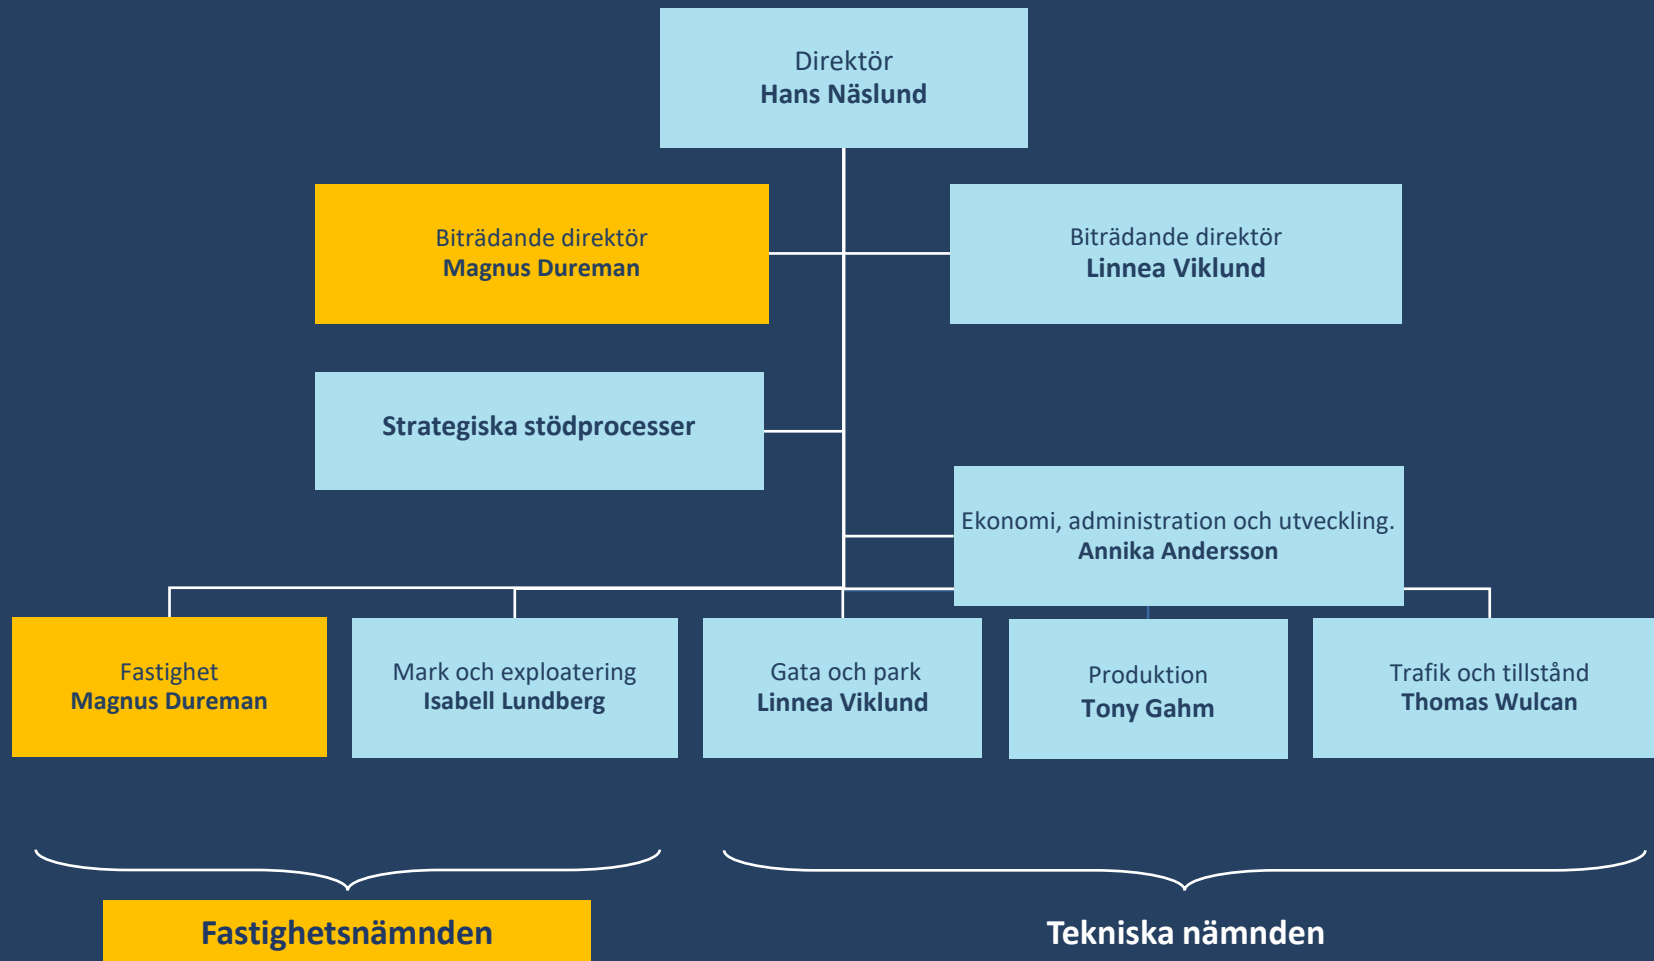 Direktör
Hans Näslund
Biträdande direktör
Magnus Dureman
Biträdande direktör
Linnea Viklund
Strategiska stödprocesser
Ekonomi, administration och utveckling.
Annika Andersson
Fastighet
Magnus Dureman
Mark och exploatering
Isabell Lundberg
Gata och park
Linnea Viklund
Produktion
Tony Gahm
Trafik och tillstånd
Thomas Wulcan
Fastighetsnämnden
Tekniska nämnden